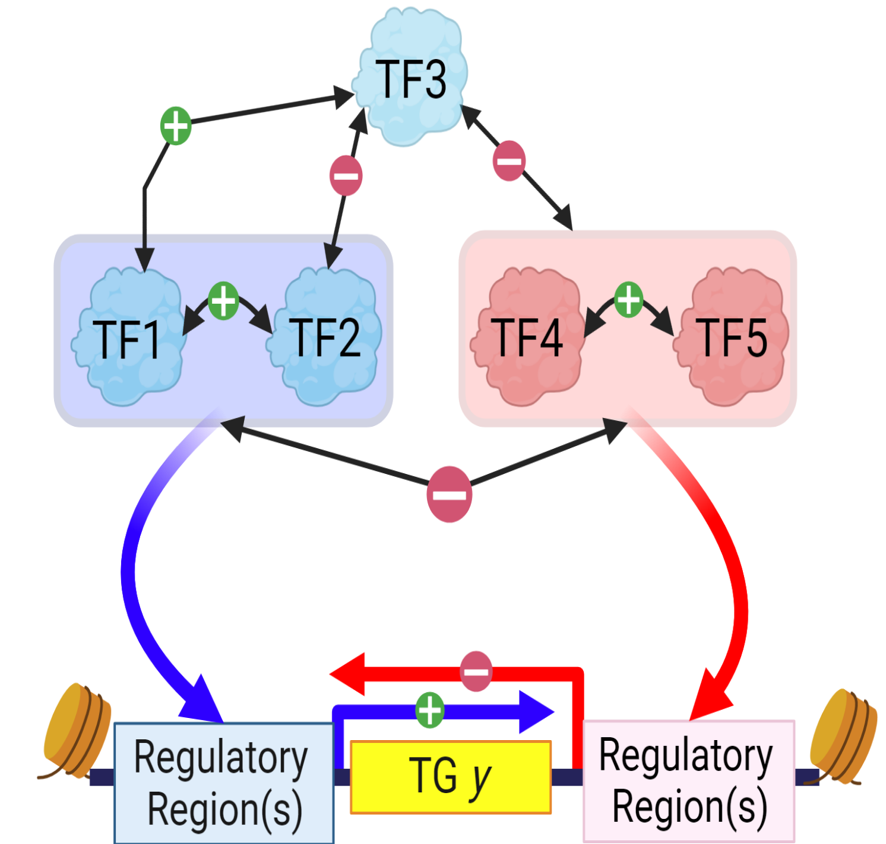 TF3
TF1
TF2
TF4
TF5
Regulatory
Region(s)
TG y
Regulatory
Region(s)